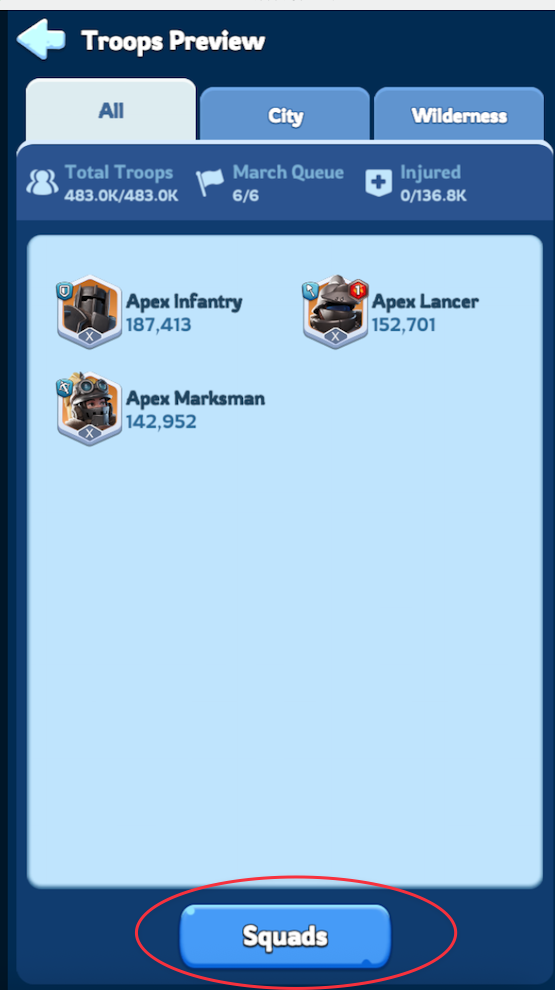 Troops Preview
All
City
Wilderness
Total Troops
483.0K/483.0K
March Queue
6/6
Injured
0/136.8K
Apex Infantry
187,413
X
Apex Lancer
152,701
X
Apex Marksman
142,952
X
Squads